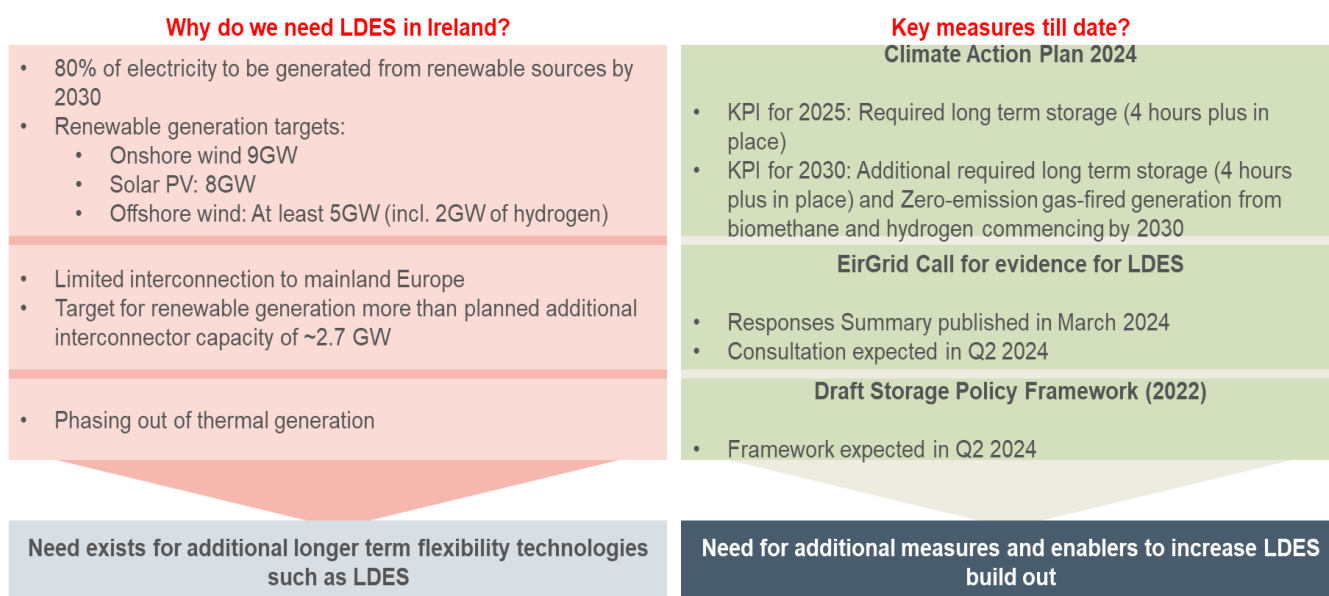 Why do we need LDES in Ireland?
• 80% of electricity to be generated from renewable sources by
2030
• Renewable generation targets:
• Onshore wind 9GW
• Solar PV: 8GW
• Offshore wind: At least 5GW (incl. 2GW of hydrogen)
• Limited interconnection to mainland Europe
• Target for renewable generation more than planned additional
interconnector capacity of ~2.7 GW
• Phasing out of thermal generation
Need exists for additional longer term flexibility technologies
such as LDES
Key measures till date?
Climate Action Plan 2024
• KPI for 2025: Required long term storage (4 hours plus in
place)
• KPI for 2030: Additional required long term storage (4 hours
plus in place) and Zero-emission gas-fired generation from
biomethane and hydrogen commencing by 2030
EirGrid Call for evidence for LDES
• Responses Summary published in March 2024
• Consultation expected in Q2 2024
Draft Storage Policy Framework (2022)
• Framework expected in Q2 2024
Need for additional measures and enablers to increase LDES
build out